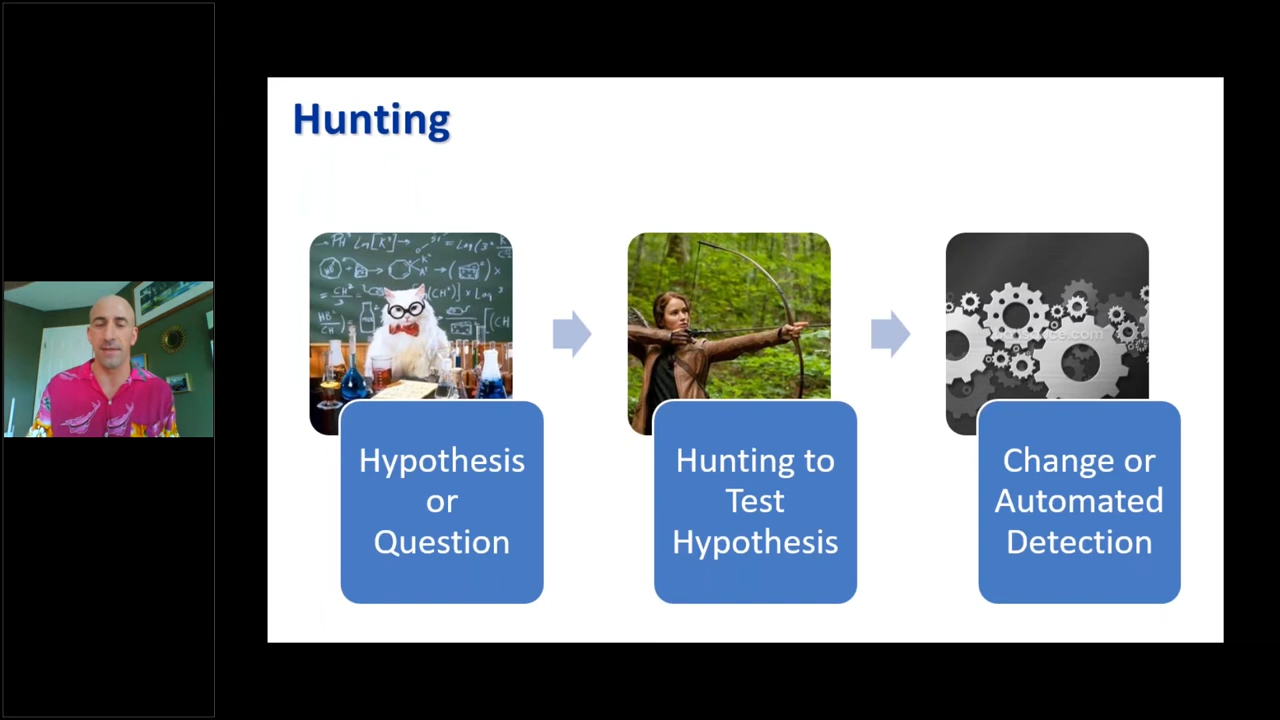 Hunting
Hypothesis
or
Question
Hunting to
Test
Hypothesis
Change or
Automated
Detection